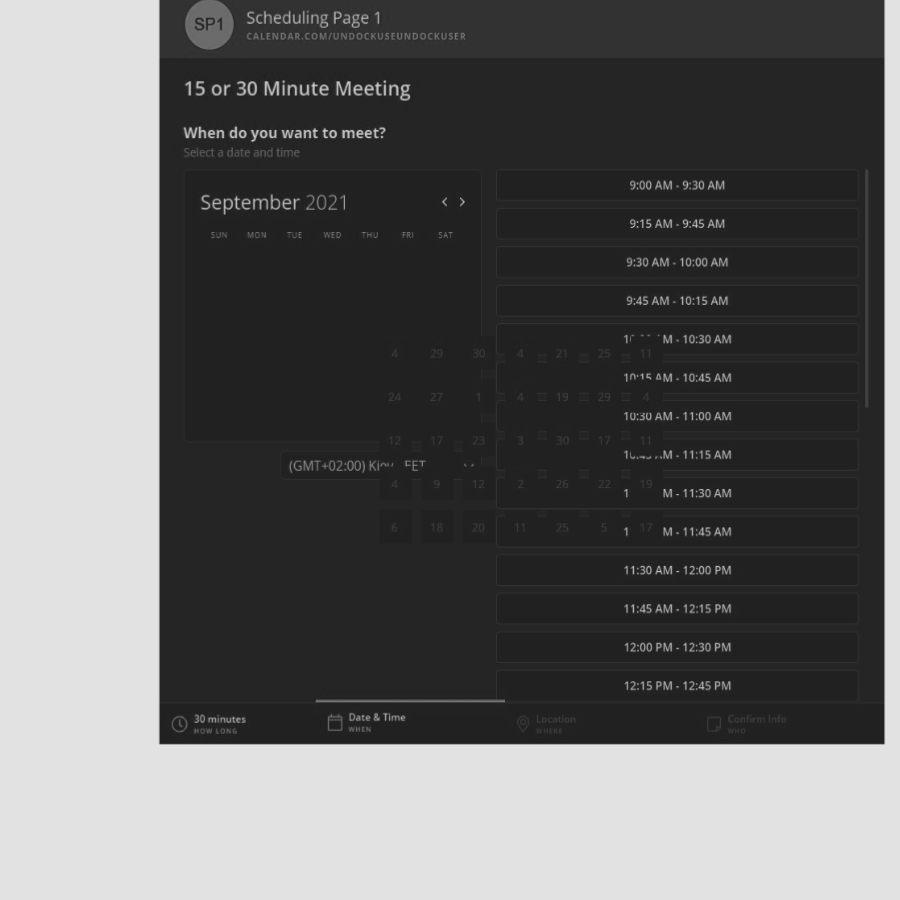 SP1
Scheduling Page 1
CALENDAR.COM/UNDOCKUSEUNDOCKUSER
15 or 30 Minute Meeting
When do you want to meet?
Select a date and time
September 2021
SUN MON TUE WED THU FRI SAT
9:00 AM - 9:30 AM
9:15 AM - 9:45 AM
9:30 AM - 10:00 AM
9:45 AM - 10:15 AM
M - 10:30 AM
4 29 30 4 21 25 11
10:15 AM - 10:45 AM
24 27 1 4 19 29 4
10:30 AM - 11:00 AM
12 17 23 3 30 17 11
M - 11:15 AM
(GMT+02:00) Kiev EET
4 9 12 2 26 22 19
1 M - 11:30 AM
6 18 20 11 25 5 17
1 M - 11:45 AM
11:30 AM - 12:00 PM
11:45 AM - 12:15 PM
12:00 PM - 12:30 PM
12:15 PM - 12:45 PM
30 minutes
HOW LONG
Date & Time
WHEN
Location
WHERE
Confirm Info
WHO